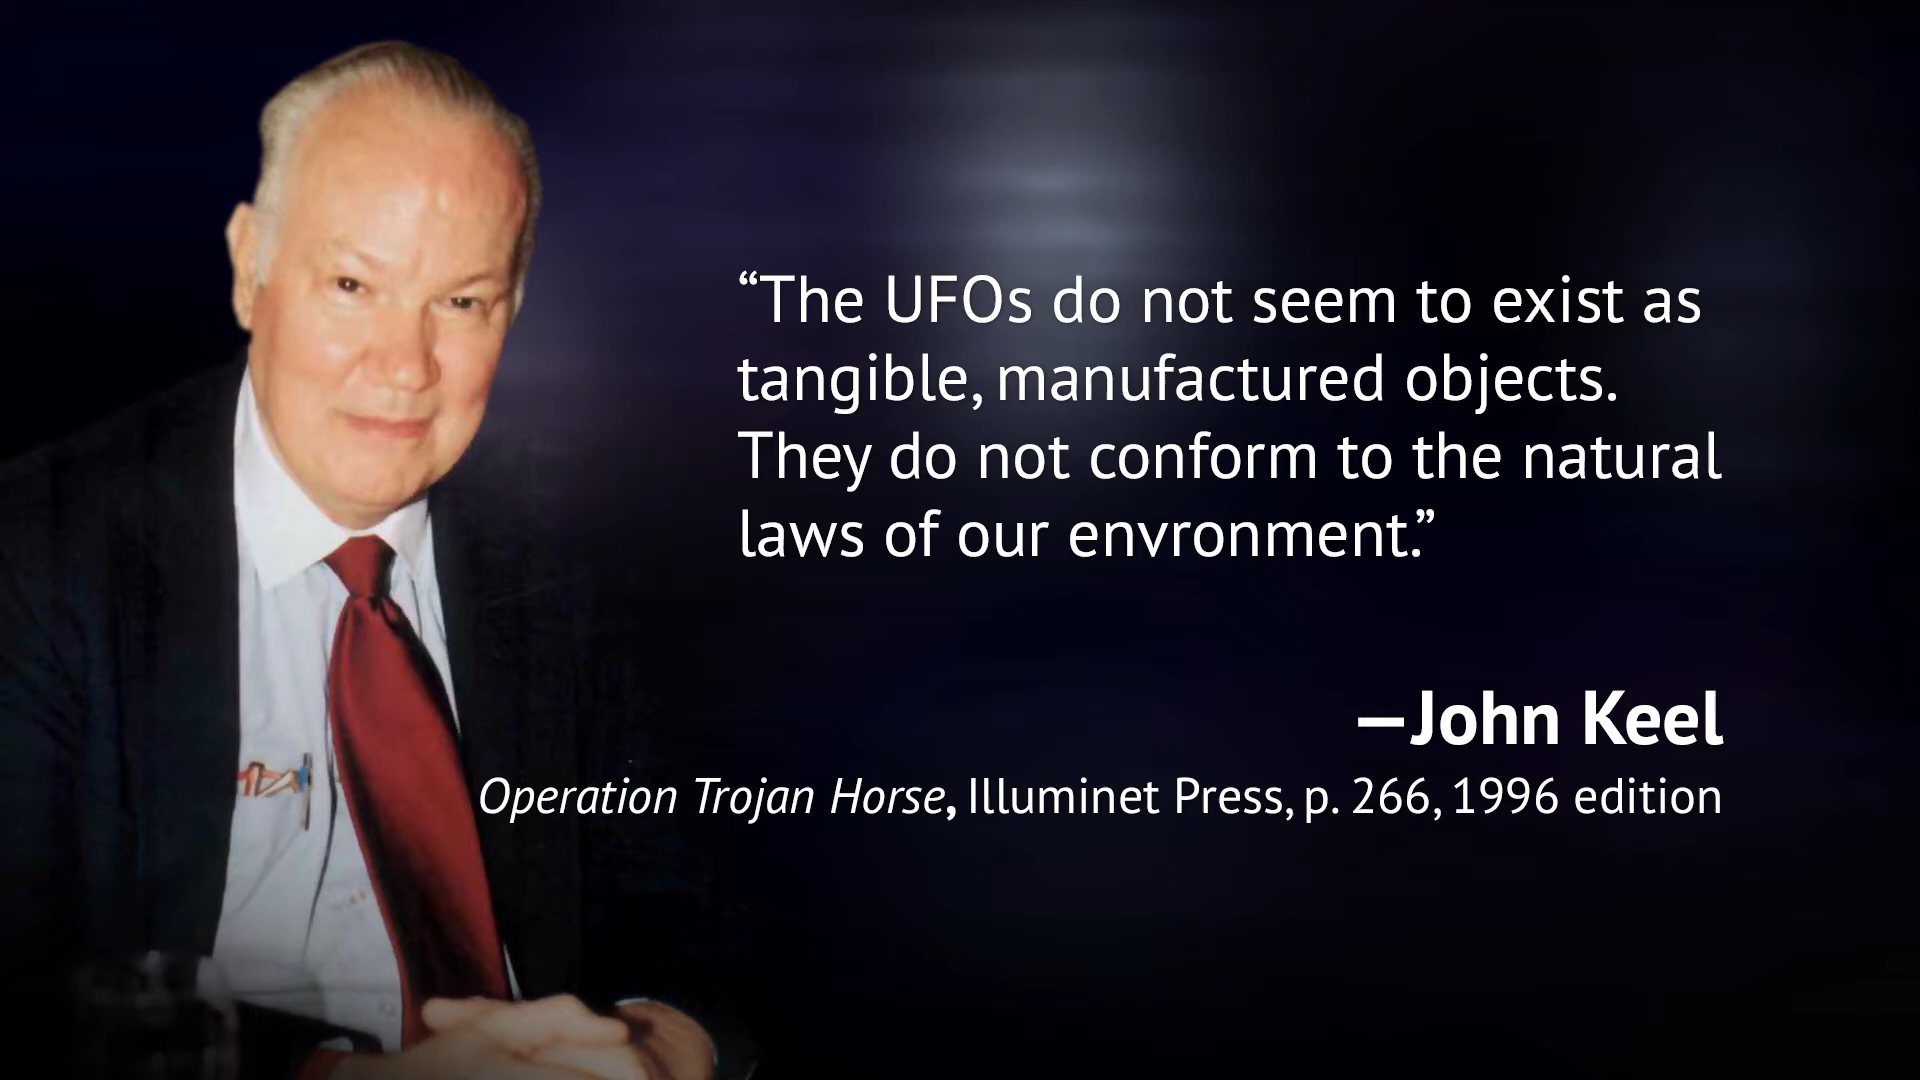 “The UFOs do not seem to exist as
tangible, manufactured objects.
They do not conform to the natural
laws of our envronment.”
—John Keel
Operation Trojan Horse, Illuminet Press, p. 266, 1996 edition